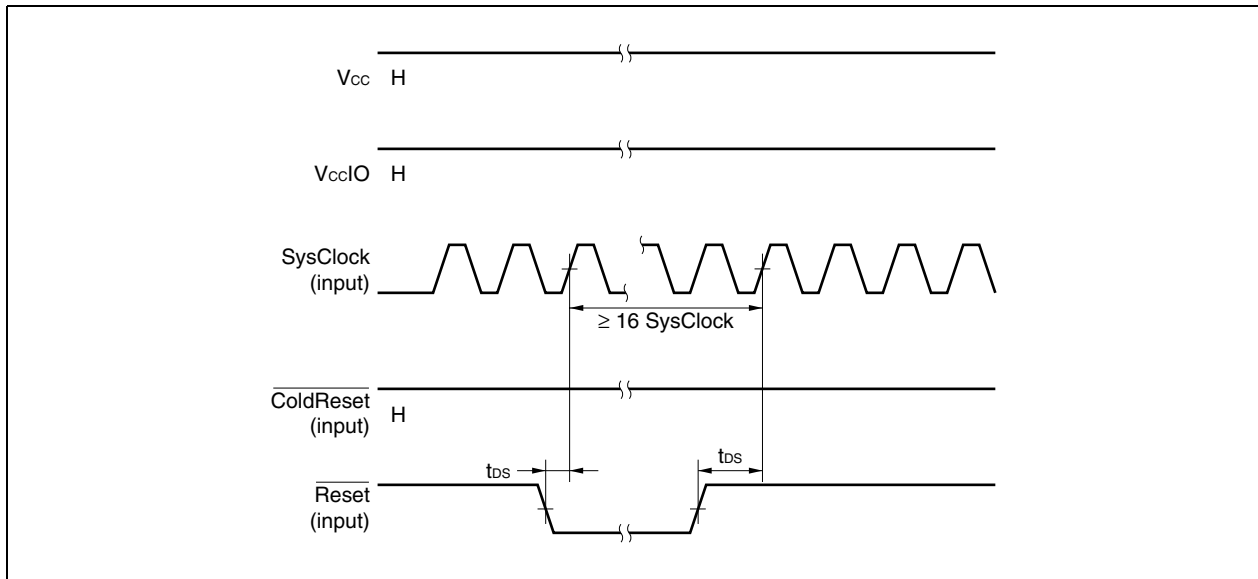 Vcc H
VccIO H
SysClock
(input)
≥ 16 SysClock
ColdReset H
(input)
tDS tDS
Reset
(input)